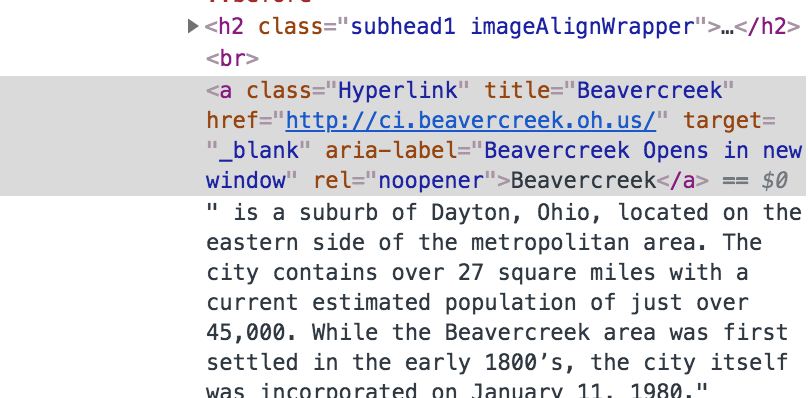 ::before
▶<h2 class="subhead1 imageAlignWrapper">…</h2>
<br>
<a class="Hyperlink" title="Beavercreek"
href="http://ci.beavercreek.oh.us/" target=
"_blank" aria-label="Beavercreek Opens in new
window" rel="noopener">Beavercreek</a> == $0
" is a suburb of Dayton, Ohio, located on the
eastern side of the metropolitan area. The
city contains over 27 square miles with a
current estimated population of just over
45,000. While the Beavercreek area was first
settled in the early 1800’s, the city itself
was incorporated on January 11, 1980."